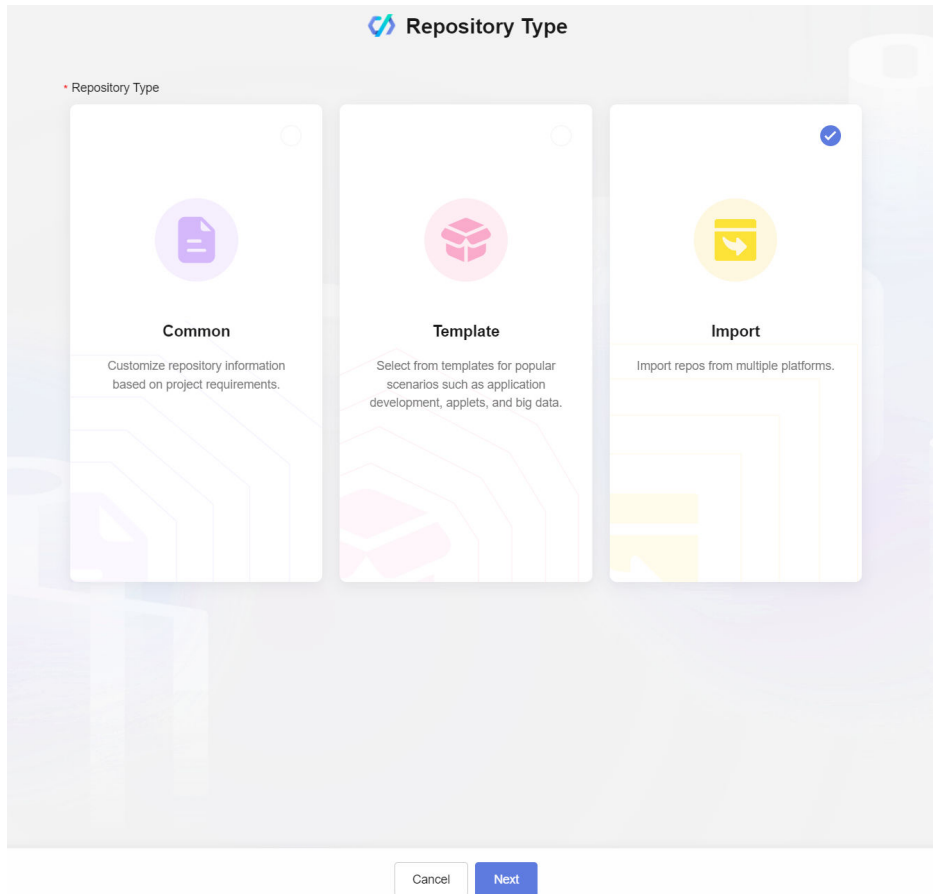 Repository Type
* Repository Type
Common
Customize repository information
based on project requirements.
Template
Select from templates for popular
scenarios such as application
development, applets, and big data.
Import
Import repos from multiple platforms.
Cancel
Next